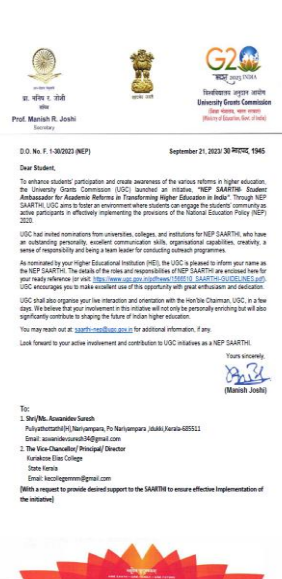 G20
भारत 2023 INDIA
प्रो. मनिष र. जोशी
सचिव
Prof. Manish R. Joshi
Secretary
विश्वविद्यालय अनुदान आयोग
University Grants Commission
(शिक्षा मंत्रालय, भारत सरकार)
(Ministry of Education, Govt. of India)
D.O. No. F. 1-30/2023 (NEP)
September 21, 2023/ 30 भाद्रपद, 1945
Dear Student,
To enhance students' participation and create awareness of the various reforms in higher education,
the University Grants Commission (UGC) launched an initiative, "NEP SAARTHI- Student
Ambassador for Academic Reforms in Transforming Higher Education in India". Through NEP
SAARTHI, UGC aims to foster an environment where students can engage the students' community as
active participants in effectively implementing the provisions of the National Education Policy (NEP)
2020.
UGC had invited nominations from universities, colleges, and institutions for NEP SAARTHI, who have
an outstanding personality, excellent communication skills, organisational capabilities, creativity, a
sense of responsibility and being a team leader for conducting outreach programmes.
As nominated by your Higher Educational Institution (HEI), the UGC is pleased to inform your name as
the NEP SAARTHI. The details of the roles and responsibilities of NEP SAARTHI are enclosed here for
your ready reference (or visit: https://www.ugc.gov.in/pdfnews/1586510_SAARTHI-GUIDELINES.pdf).
UGC encourages you to make excellent use of this opportunity with great enthusiasm and dedication.
UGC shall also organise your live interaction and orientation with the Hon'ble Chairman, UGC, in a few
days. We believe that your involvement in this initiative will not only be personally enriching but will also
significantly contribute to shaping the future of Indian higher education.
You may reach out at: saarthi-nep@ugc.gov.in for additional information, if any.
Look forward to your active involvement and contribution to UGC initiatives as a NEP SAARTHI.
Yours sincerely,
(Manish Joshi)
To:
1. Shri/Ms. Aswanidev Suresh
Puliyathottathil(H),Nariyampara, Po Nariyampara ,Idukki,Kerala-685511
Email: aswanidevsuresh34@gmail.com
2. The Vice-Chancellor/ Principal/ Director
Kuriakose Elias College
State Kerala
Email: kecollegemnm@gmail.com
(With a request to provide desired support to the SAARTHI to ensure effective Implementation of
the initiative)